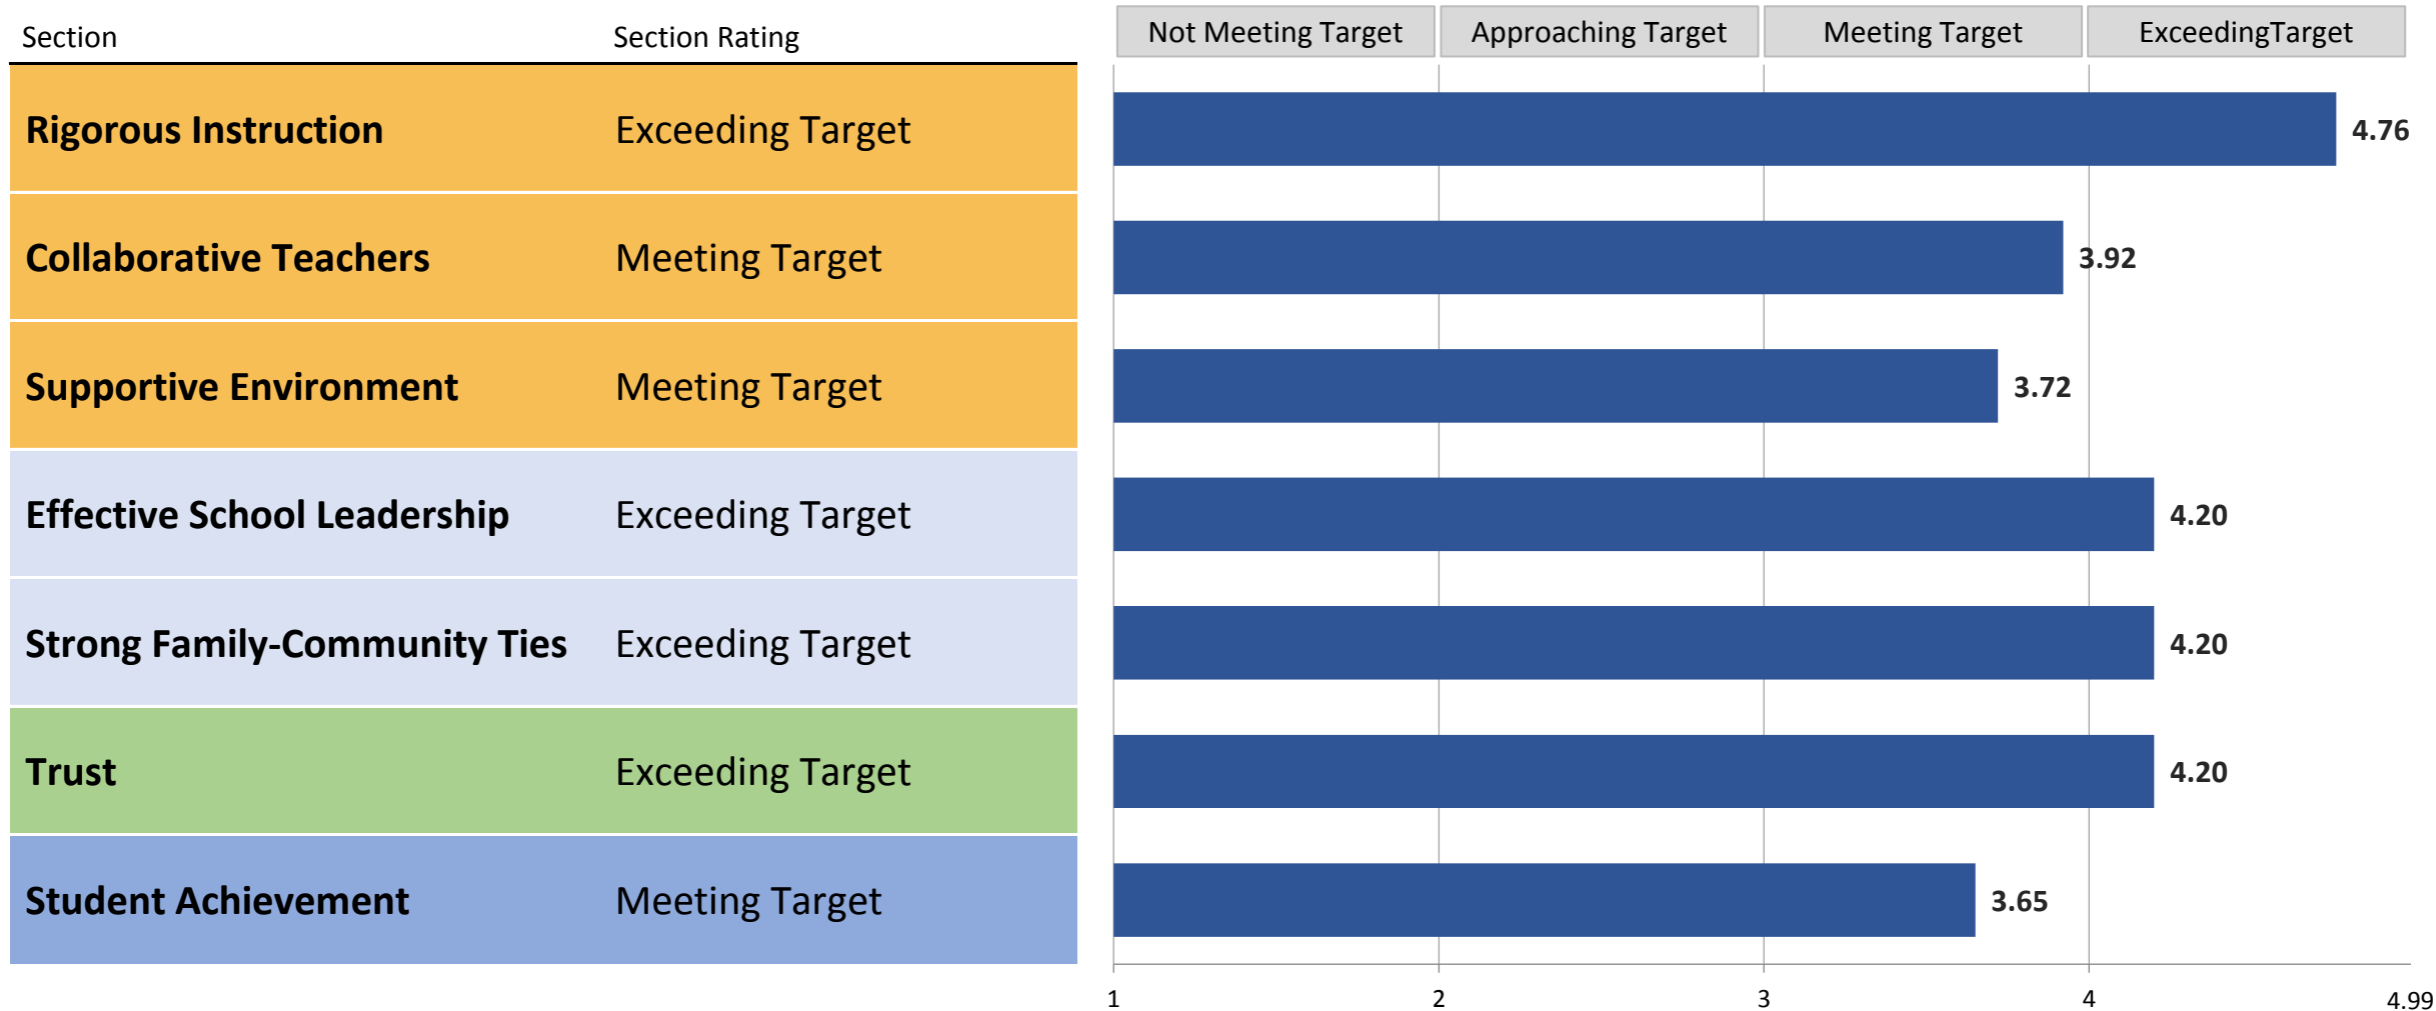 Section Section Rating Not Meeting Target Approaching Target Meeting Target ExceedingTarget
Rigorous Instruction Exceeding Target 4.76
Collaborative Teachers Meeting Target 3.92
Supportive Environment Meeting Target 3.72
Effective School Leadership Exceeding Target 4.20
Strong Family-Community Ties Exceeding Target 4.20
Trust Exceeding Target 4.20
Student Achievement Meeting Target 3.65
1 2 3 4 4.99